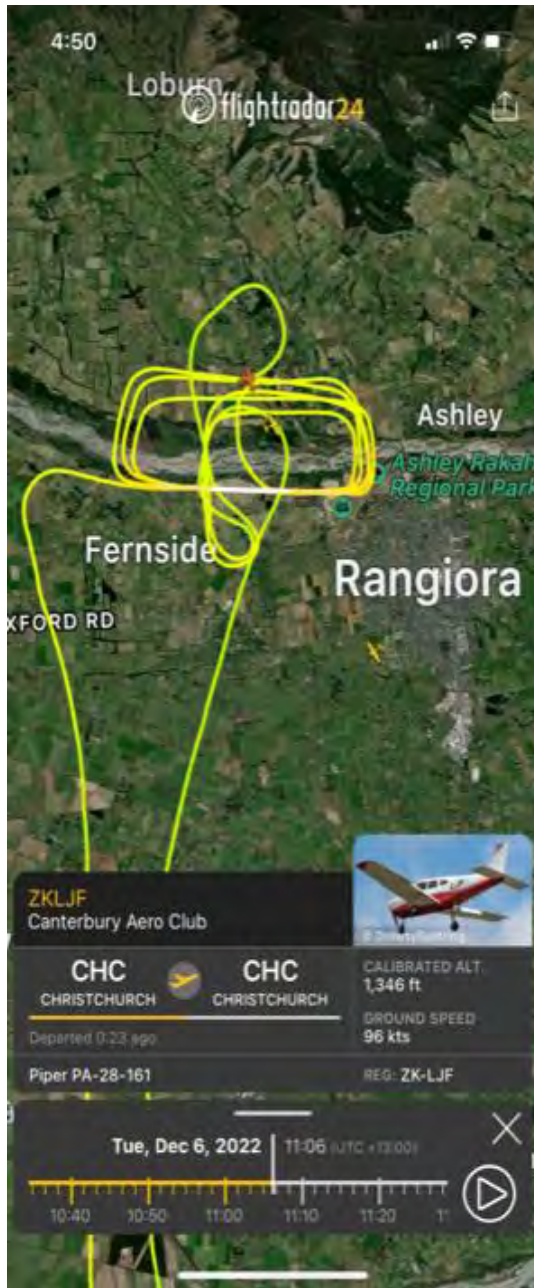 4:50
Loburn
flightradar24
Ashley
Ashley Rakah
Regional Park
Fernside
Rangiora
XFORD RD
ZKLJF
Canterbury Aero Club
CHC
CHRISTCHURCH
CHC
CHRISTCHURCH
CALIBRATED ALT.
1,346 ft
GROUND SPEED
96 kts
Departed 0:23 ago
Piper PA-28-161
REG: ZK-LJF
Tue, Dec 6, 2022
11:06 (UTC +13:00)
10:40 10:50 11:00 11:10 11:20 11: